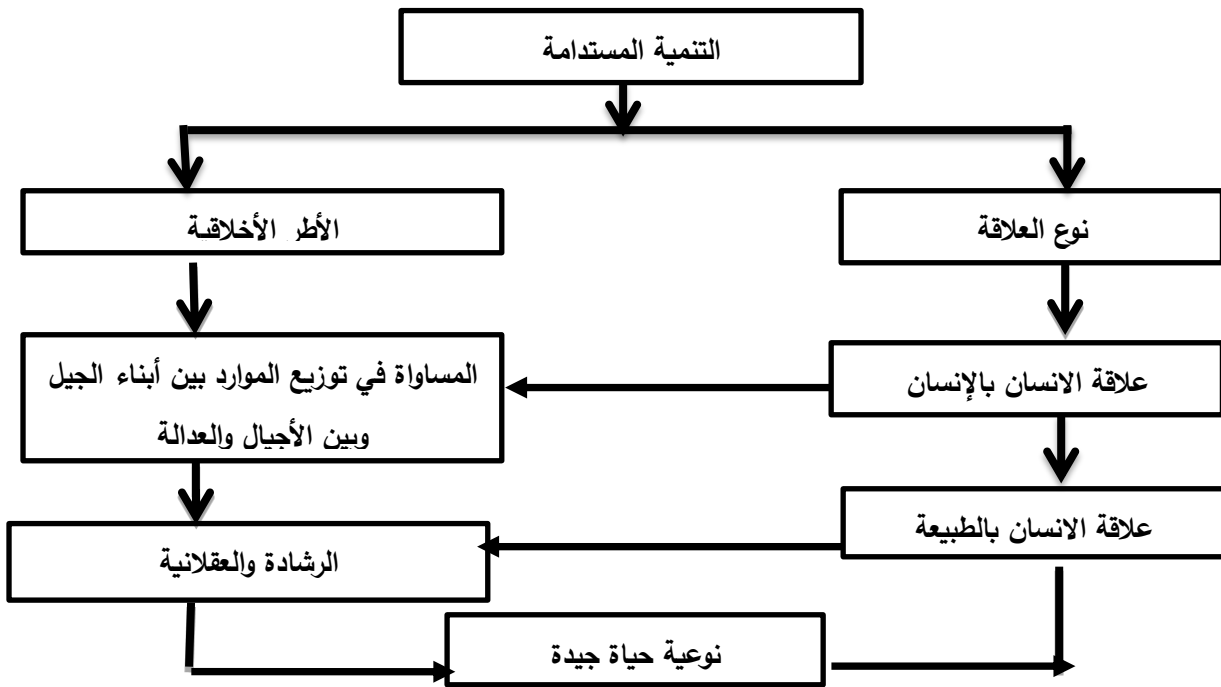 التنمية المستدامة
نوع العلاقة
الأطر الأخلاقية
علاقة الانسان بالإنسان
المساواة في توزيع الموارد بين أبناء الجيل
وبين الأجيال والعدالة
علاقة الانسان بالطبيعة
الرشادة والعقلانية
نوعية حياة جيدة